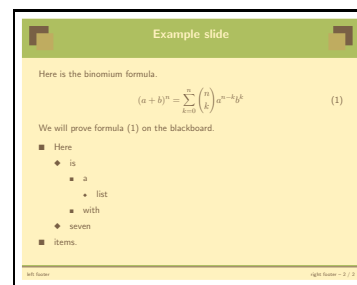 Example slide
Here is the binomium formula.
(a + b)^n = \sum_{k=0}^{n} \binom{n}{k} a^{n-k} b^k (1)
We will prove formula (1) on the blackboard.
■ Here
◆ is
■ a
• list
■ with
◆ seven
■ items.
left footer right footer – 2 / 2